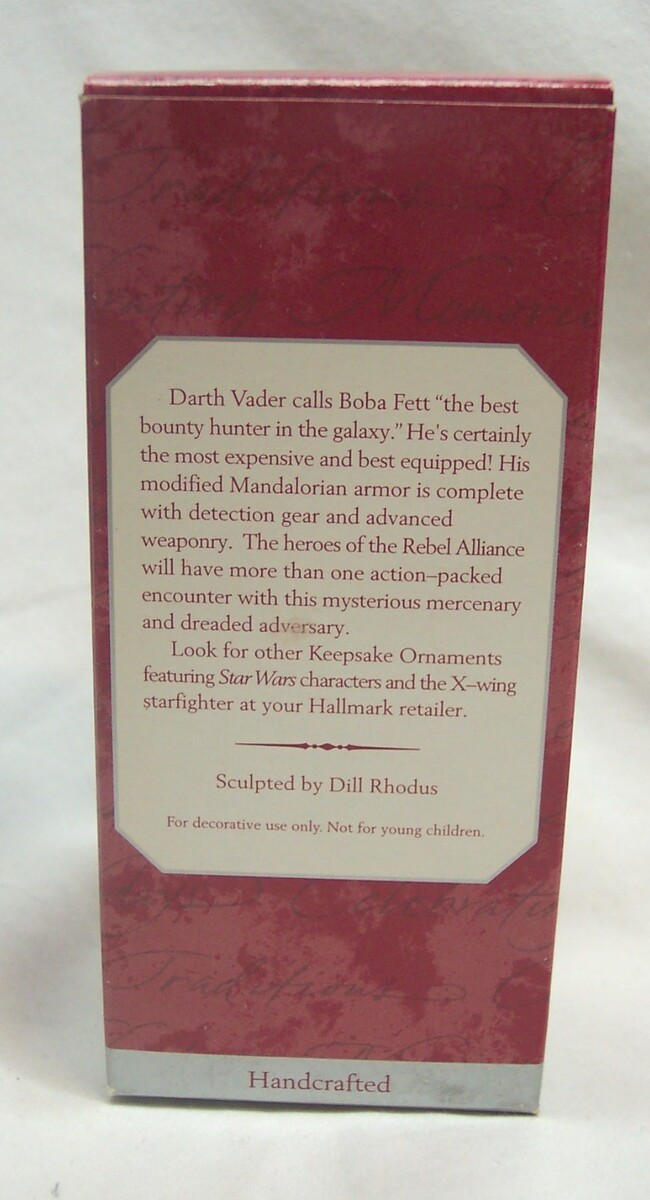 Traditions
Memories
Darth Vader calls Boba Fett “the best
bounty hunter in the galaxy.” He's certainly
the most expensive and best equipped! His
modified Mandalorian armor is complete
with detection gear and advanced
weaponry. The heroes of the Rebel Alliance
will have more than one action–packed
encounter with this mysterious mercenary
and dreaded adversary.
Look for other Keepsake Ornaments
featuring Star Wars characters and the X–wing
starfighter at your Hallmark retailer.
Sculpted by Dill Rhodus
For decorative use only. Not for young children.
Traditions
Handcrafted